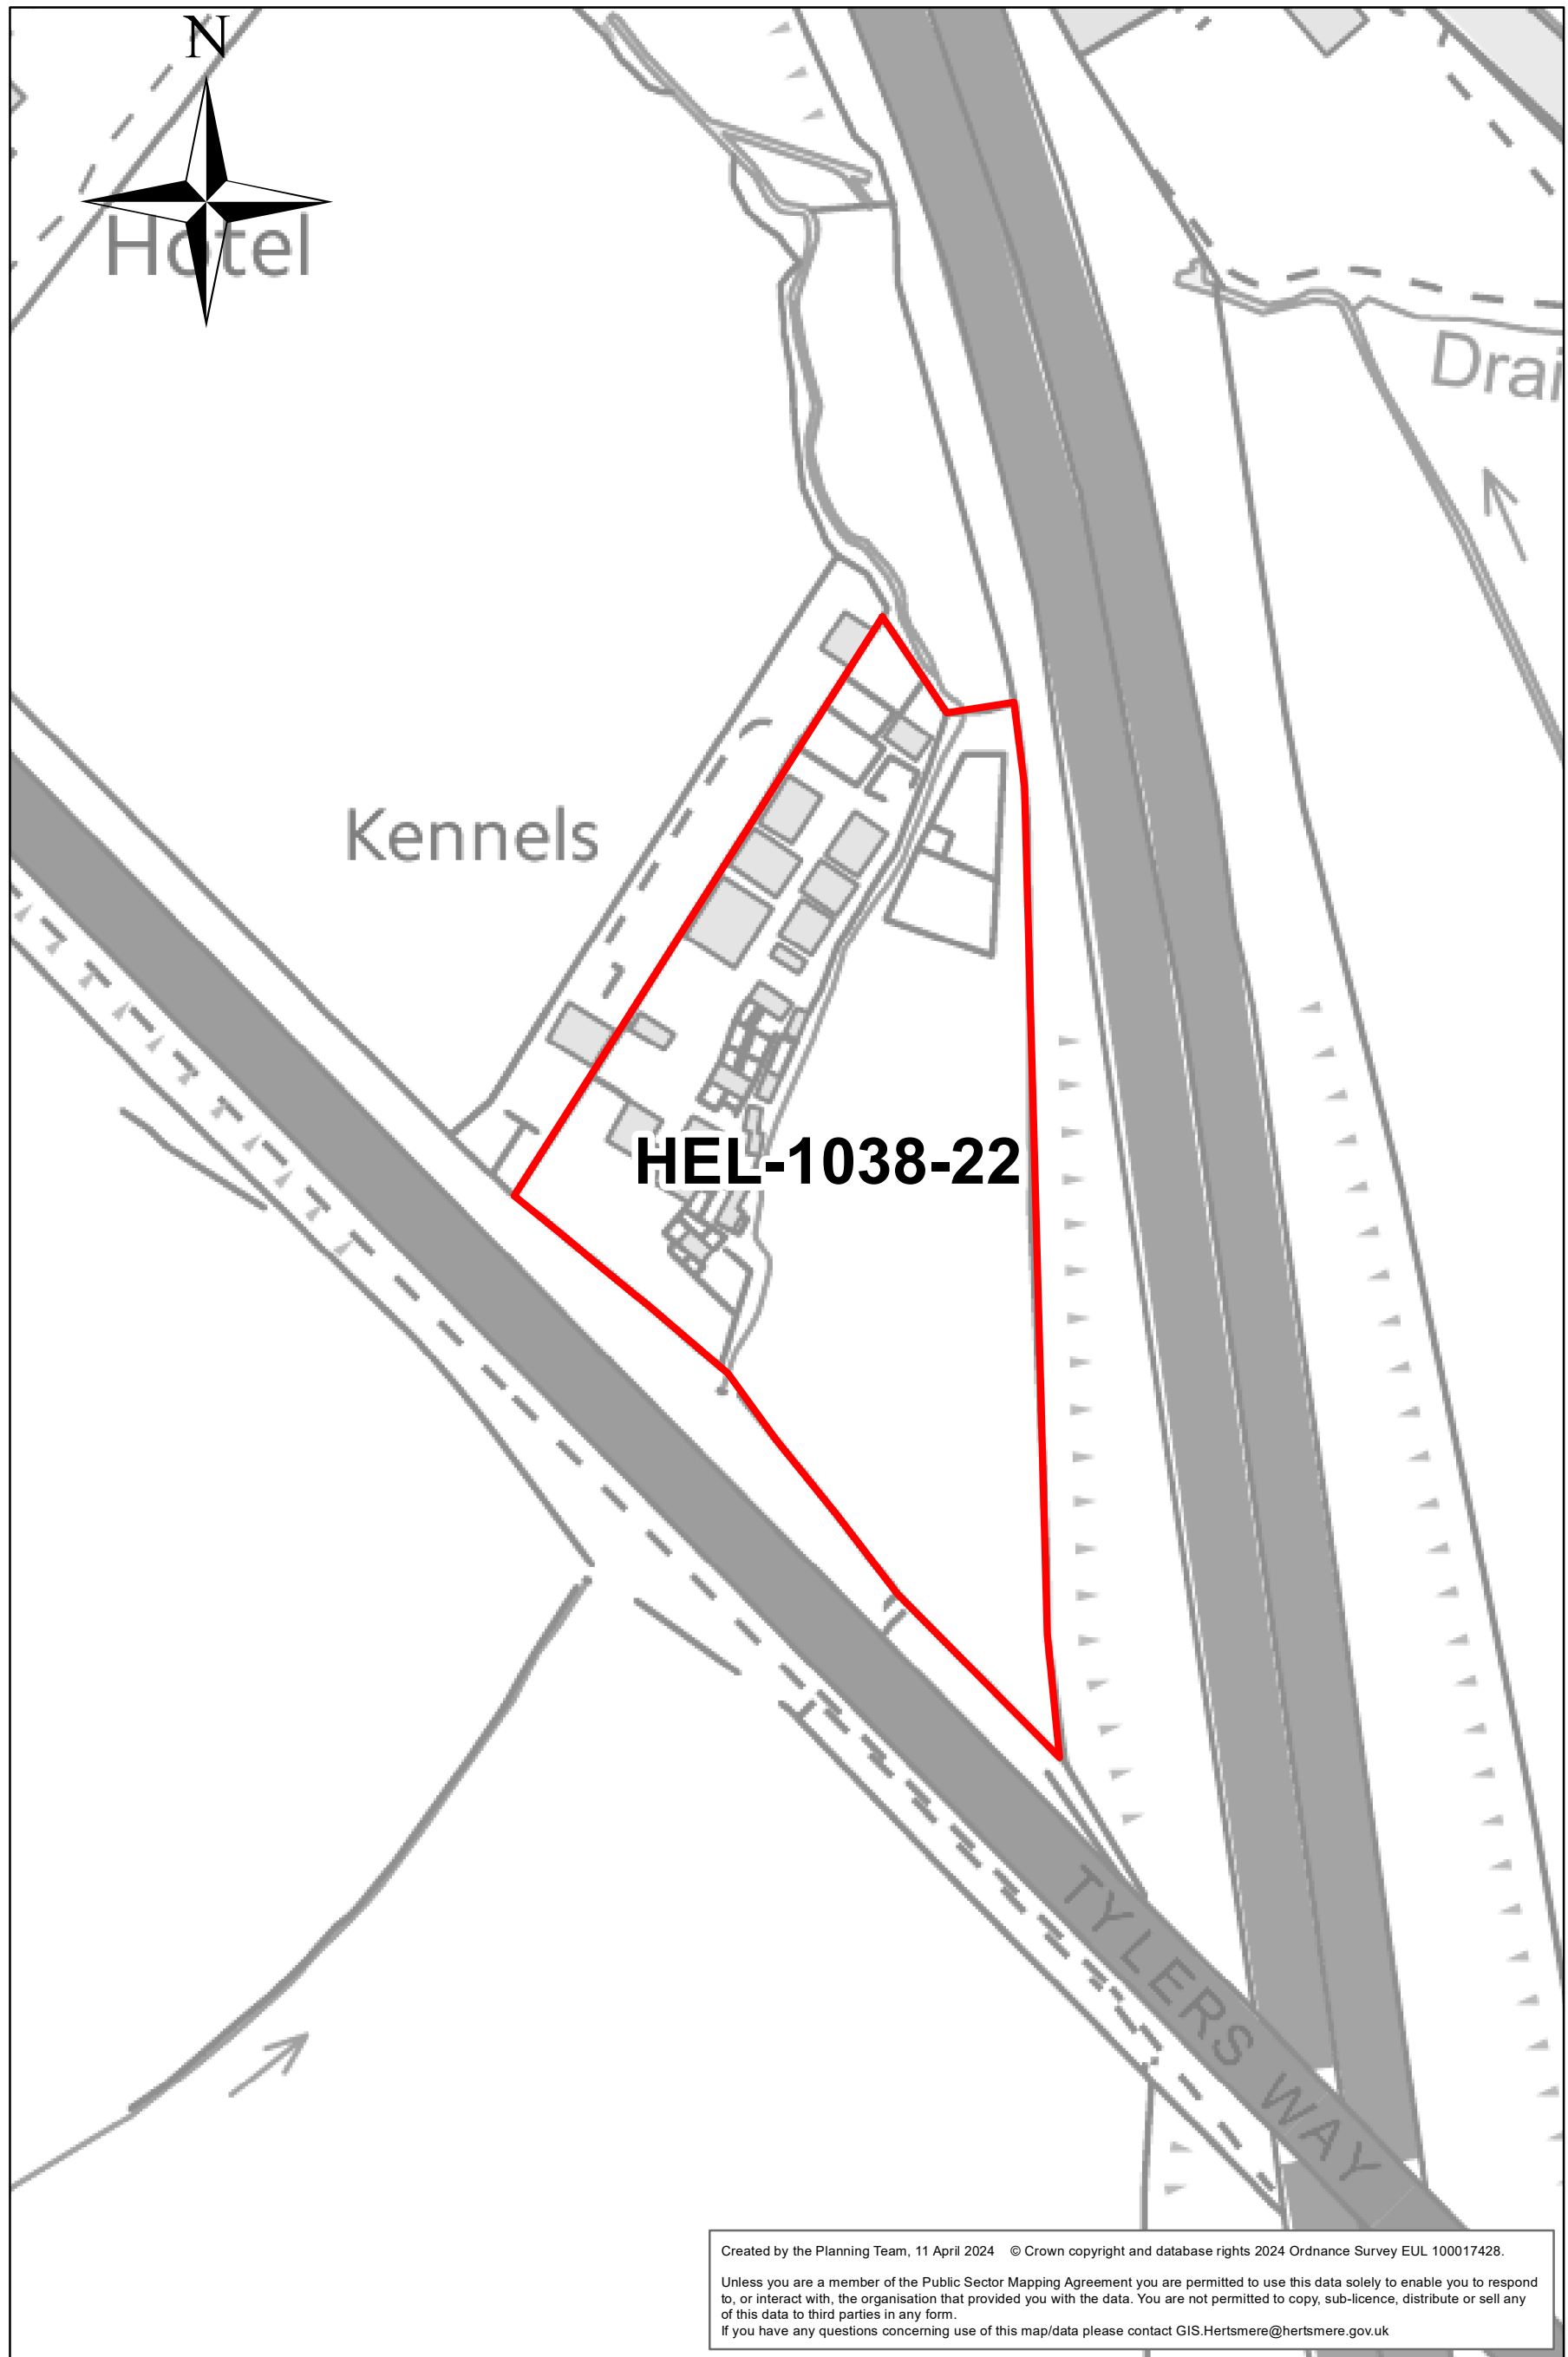 N
Hotel
Drai
Kennels
HEL-1038-22
TYLERS WAY
Created by the Planning Team, 11 April 2024 © Crown copyright and database rights 2024 Ordnance Survey EUL 100017428.
Unless you are a member of the Public Sector Mapping Agreement you are permitted to use this data solely to enable you to respond
to, or interact with, the organisation that provided you with the data. You are not permitted to copy, sub-licence, distribute or sell any
of this data to third parties in any form.
If you have any questions concerning use of this map/data please contact GIS.Hertsmere@hertsmere.gov.uk